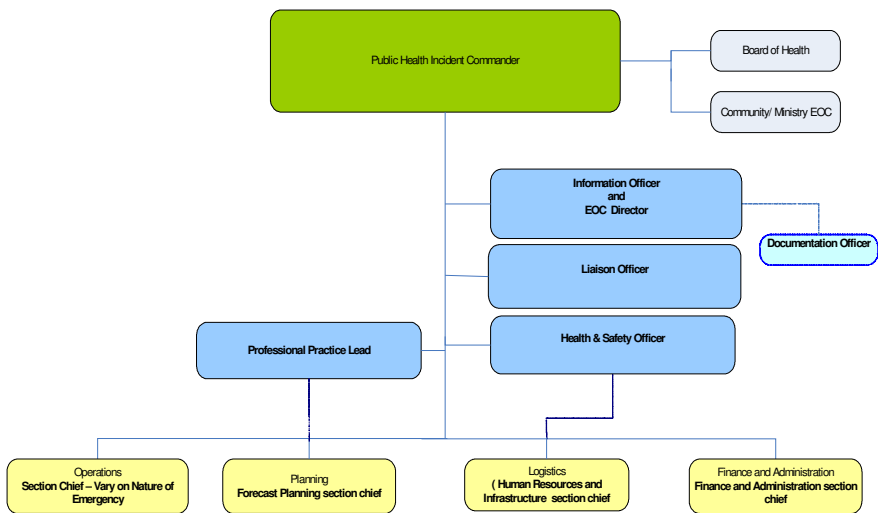 Public Health Incident Commander
Board of Health
Community/ Ministry EOC
Information Officer
and
EOC Director
Documentation Officer
Liaison Officer
Health & Safety Officer
Professional Practice Lead
Operations
Section Chief – Vary on Nature of
Emergency
Planning
Forecast Planning section chief
Logistics
( Human Resources and
Infrastructure section chief
Finance and Administration
Finance and Administration section
chief